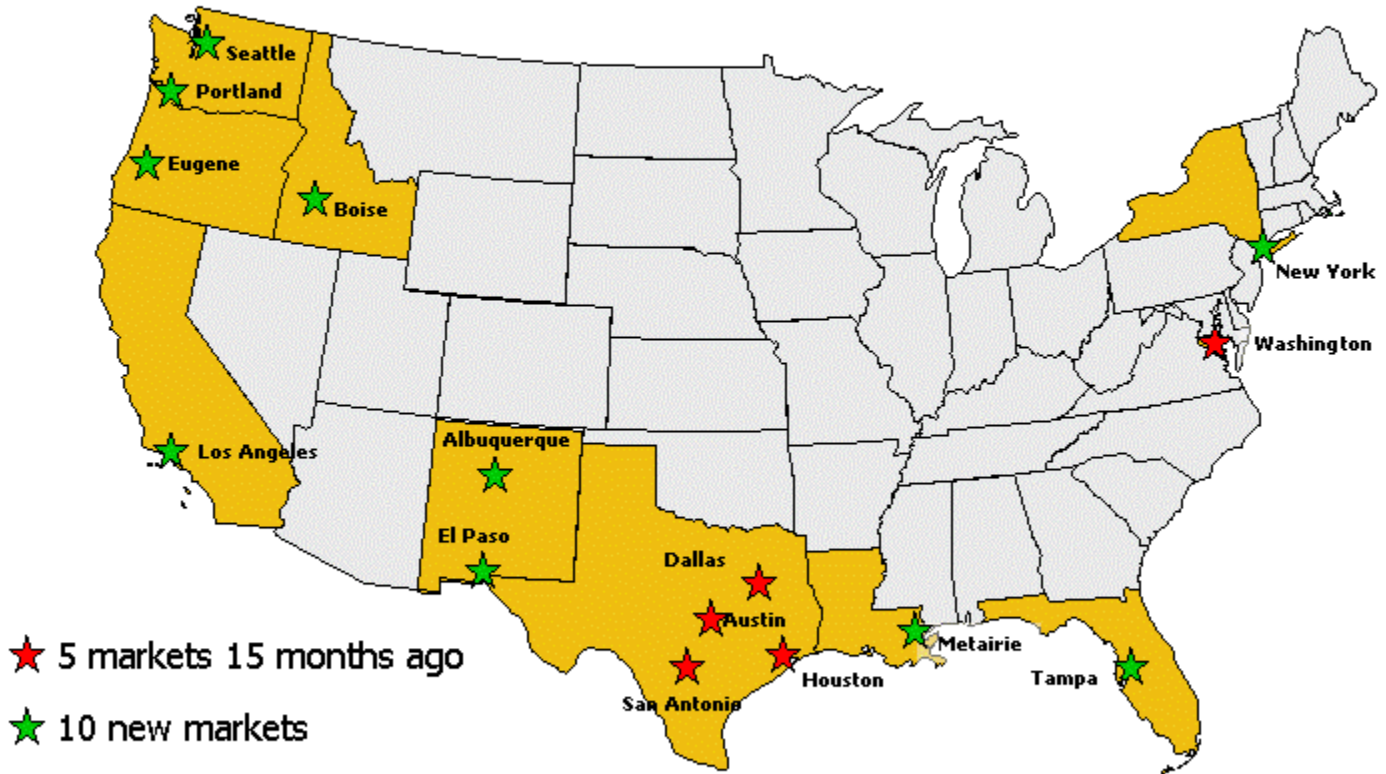 Seattle
Portland
Eugene
Boise
New York
Washington
Los Angeles
Albuquerque
El Paso
Dallas
Austin
Metairie
Houston
Tampa
San Antonio
5 markets 15 months ago
10 new markets